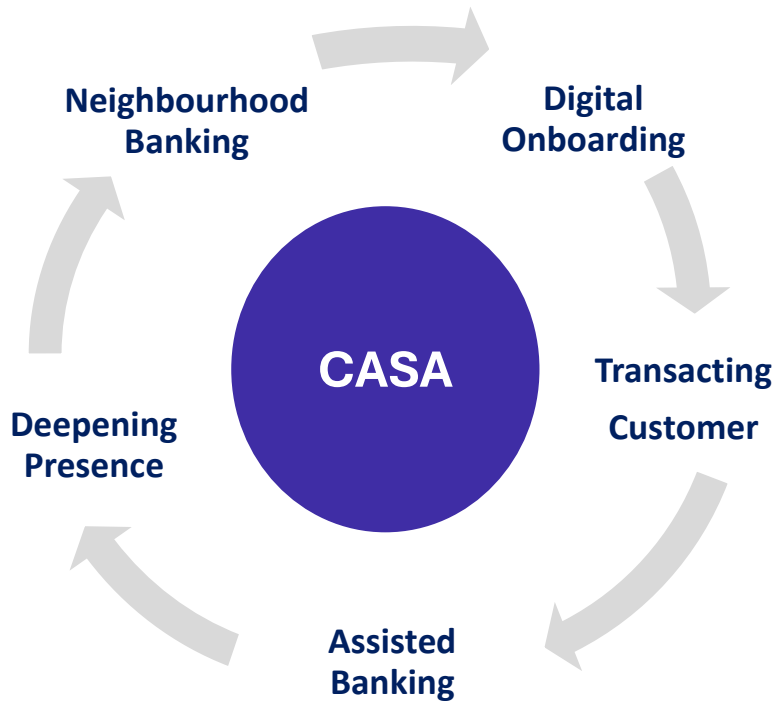 Neighbourhood
Banking
Digital
Onboarding
CASA
Transacting
Customer
Deepening
Presence
Assisted
Banking